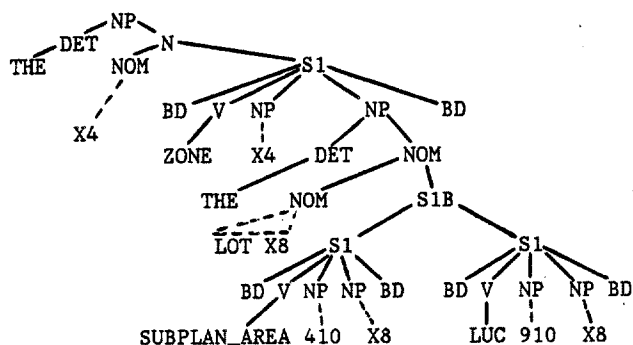 NP
DET N
THE NOM S1
BD V NP NP BD
X4
ZONE X4 DET NOM
THE NOM S1B
LOT X8 S1 S1
BD V NP NP BD BD V NP NP BD
SUBPLAN_AREA 410 X8 LUC 910 X8